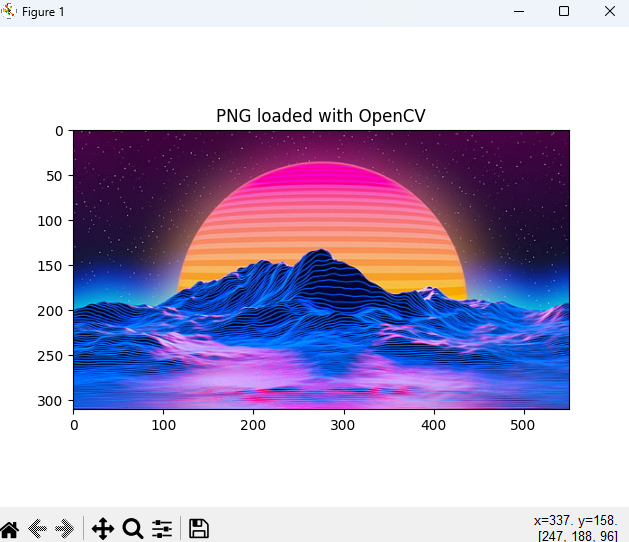 Figure 1
PNG loaded with OpenCV
0
50
100
150
200
250
300
0 100 200 300 400 500
x=337. y=158.
[247, 188, 96]